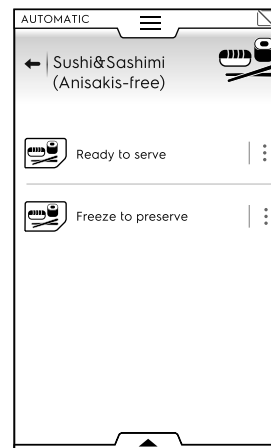 AUTOMATIC
Sushi&Sashimi
(Anisakis-free)
Ready to serve
Freeze to preserve